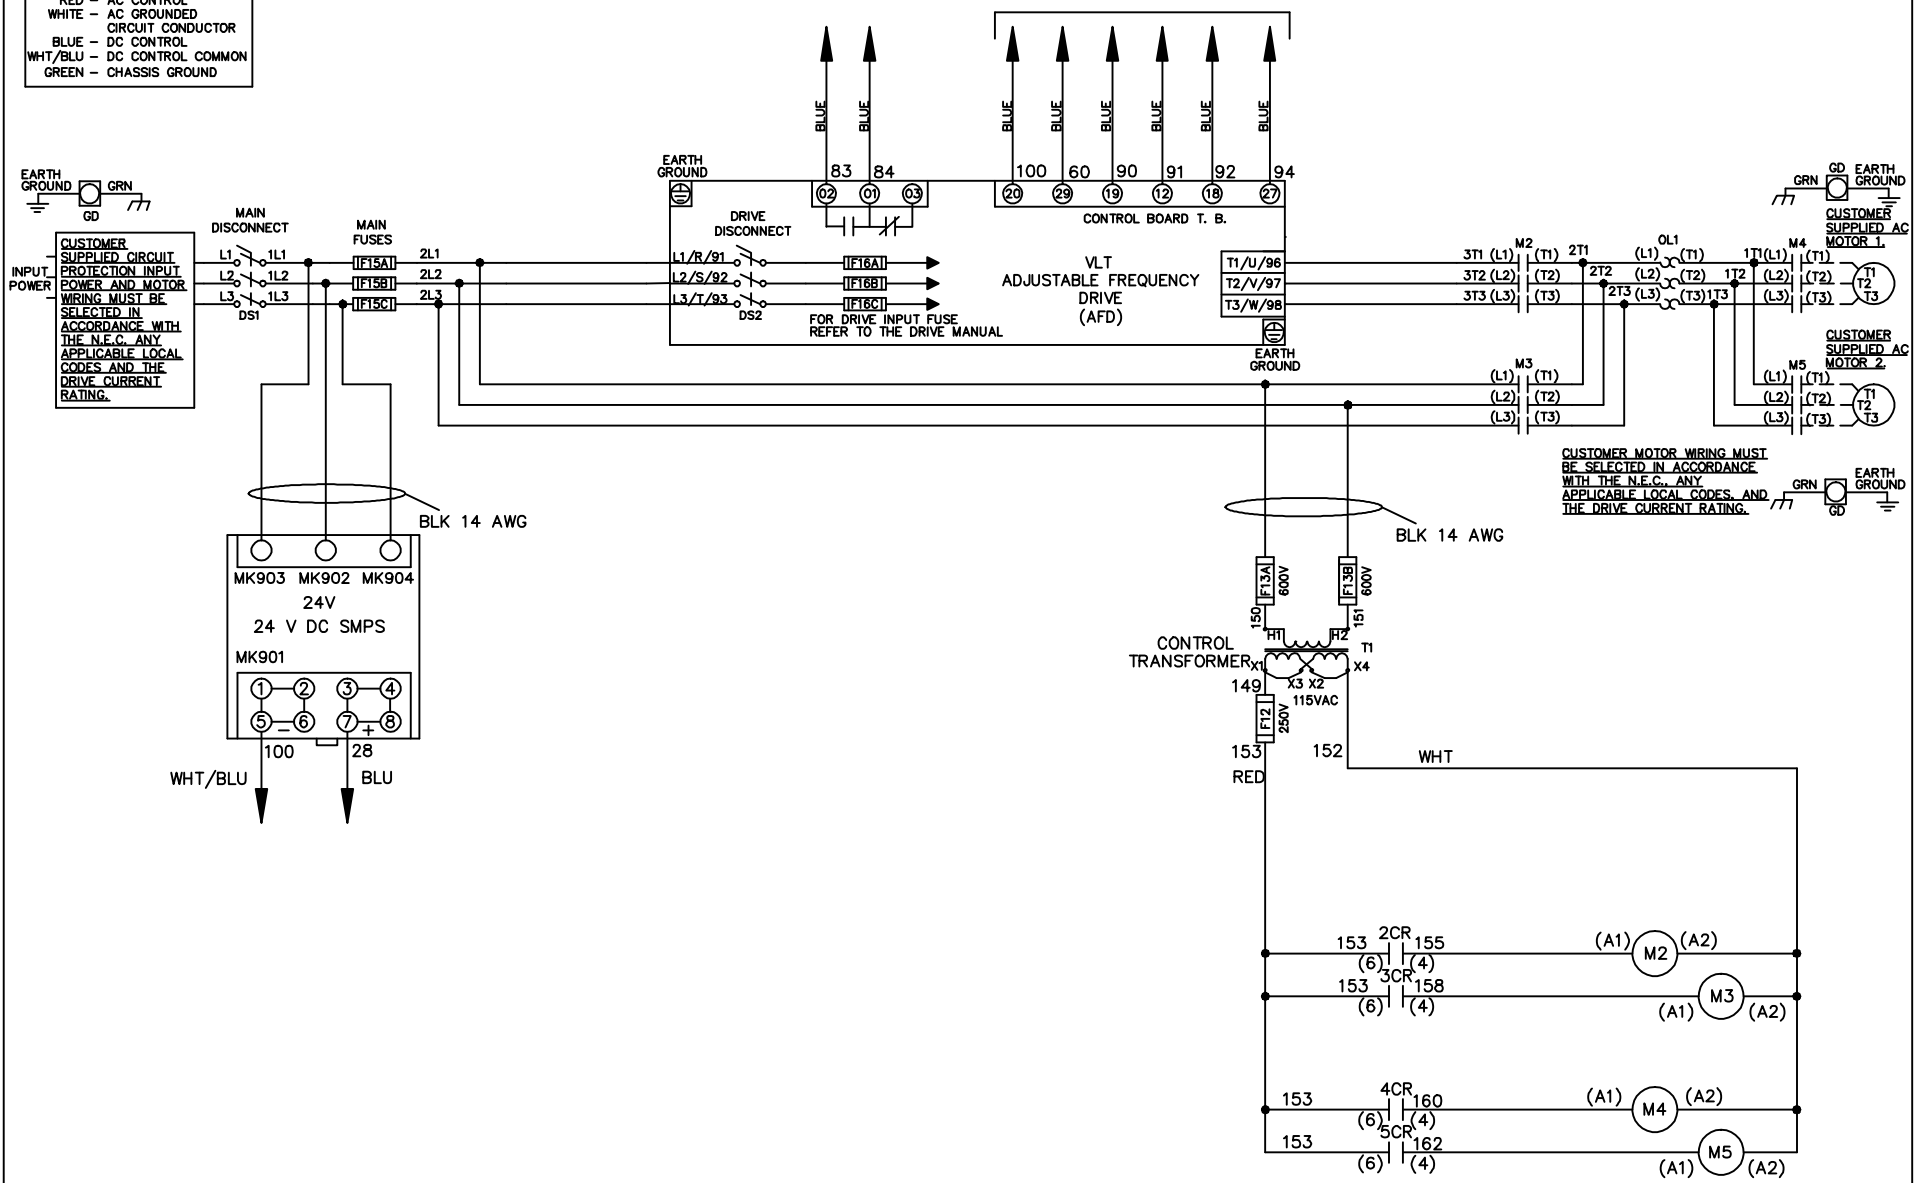 RED – AC CONTROL
WHITE – AC GROUNDED
CIRCUIT CONDUCTOR
BLUE – DC CONTROL
WHT/BLU – DC CONTROL COMMON
GREEN – CHASSIS GROUND
BLUE
BLUE
BLUE
BLUE
BLUE
BLUE
BLUE
BLUE
EARTH
GROUND
GRN
GD
83 84
02 01 03
100 60 90 91 92 94
20 29 19 12 18 27
CONTROL BOARD T. B.
EARTH
GROUND
GRN
GD
EARTH
GROUND
CUSTOMER
SUPPLIED AC
MOTOR 1.
INPUT
POWER
CUSTOMER
SUPPLIED CIRCUIT
PROTECTION INPUT
POWER AND MOTOR
WIRING MUST BE
SELECTED IN
ACCORDANCE WITH
THE N.E.C. ANY
APPLICABLE LOCAL
CODES AND THE
DRIVE CURRENT
RATING.
MAIN
DISCONNECT
L1 1L1
L2 1L2
L3 1L3
DS1
MAIN
FUSES
F15A
F15B
F15C
2L1
2L2
2L3
L1/R/91
L2/S/92
L3/T/93
DRIVE
DISCONNECT
DS2
F16A
F16B
F16C
FOR DRIVE INPUT FUSE
REFER TO THE DRIVE MANUAL
VLT
ADJUSTABLE FREQUENCY
DRIVE
(AFD)
T1/U/96
T2/V/97
T3/W/98
EARTH
GROUND
M2
3T1 (L1) (T1) 2T1
3T2 (L2) (T2) 2T2
3T3 (L3) (T3) 2T3
OL1
(L1) (T1) 1T1
(L2) (T2) 1T2
(L3) (T3) 1T3
M4
(L1) (T1)
(L2) (T2)
(L3) (T3)
T1
T2
T3
M3
(L1) (T1)
(L2) (T2)
(L3) (T3)
CUSTOMER
SUPPLIED AC
MOTOR 2.
M5
(L1) (T1)
(L2) (T2)
(L3) (T3)
T1
T2
T3
CUSTOMER MOTOR WIRING MUST
BE SELECTED IN ACCORDANCE
WITH THE N.E.C., ANY
APPLICABLE LOCAL CODES, AND
THE DRIVE CURRENT RATING.
GRN
GD
EARTH
GROUND
BLK 14 AWG
MK903 MK902 MK904
24V
24 V DC SMPS
MK901
1 2 3 4
5 – 6 7 + 8
100 28
WHT/BLU BLU
BLK 14 AWG
F13A
600V
F13B
600V
150 151
H1 H2
T1
CONTROL
TRANSFORMER
X1 X3 X2 X4
115VAC
149
F12
250V
153
RED
152
WHT
2CR
153 155
(6) (4)
(A1) M2 (A2)
3CR
153 158
(6) (4)
(A1) M3 (A2)
4CR
153 160
(6) (4)
(A1) M4 (A2)
5CR
153 162
(6) (4)
(A1) M5 (A2)